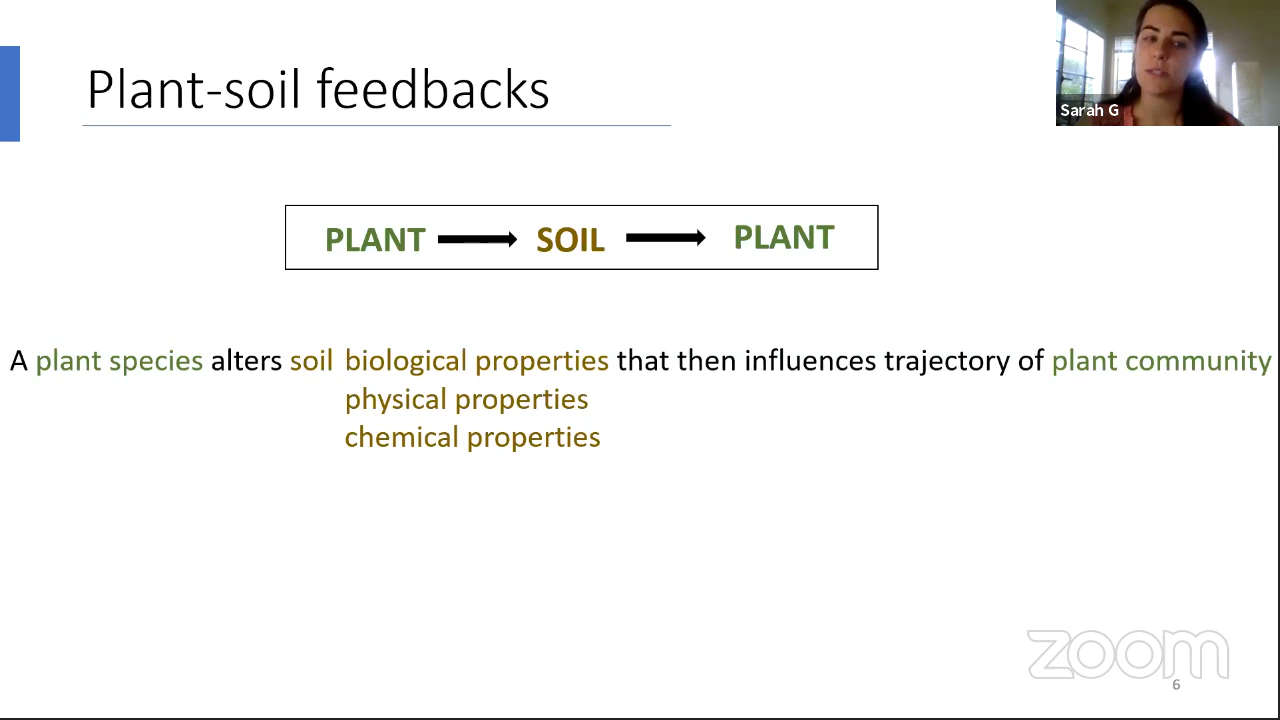 Plant-soil feedbacks
Sarah G
PLANT SOIL PLANT
A plant species alters soil biological properties that then influences trajectory of plant community
physical properties
chemical properties
zoom
6